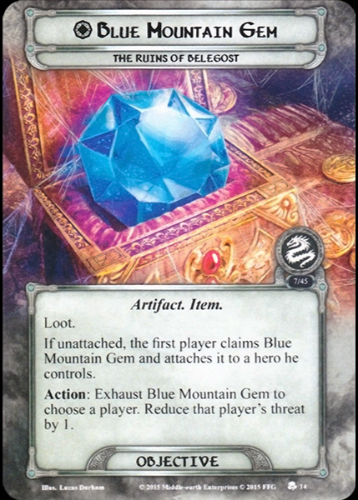 Blue Mountain Gem
The Ruins of Belegost
7/45
Artifact. Item.
Loot.
If unattached, the first player claims Blue
Mountain Gem and attaches it to a hero he
controls.
Action: Exhaust Blue Mountain Gem to
choose a player. Reduce that player's threat
by 1.
Objective
Illus. Lucas Durham
© 2015 Middle-earth Enterprises © 2015 FFG
14